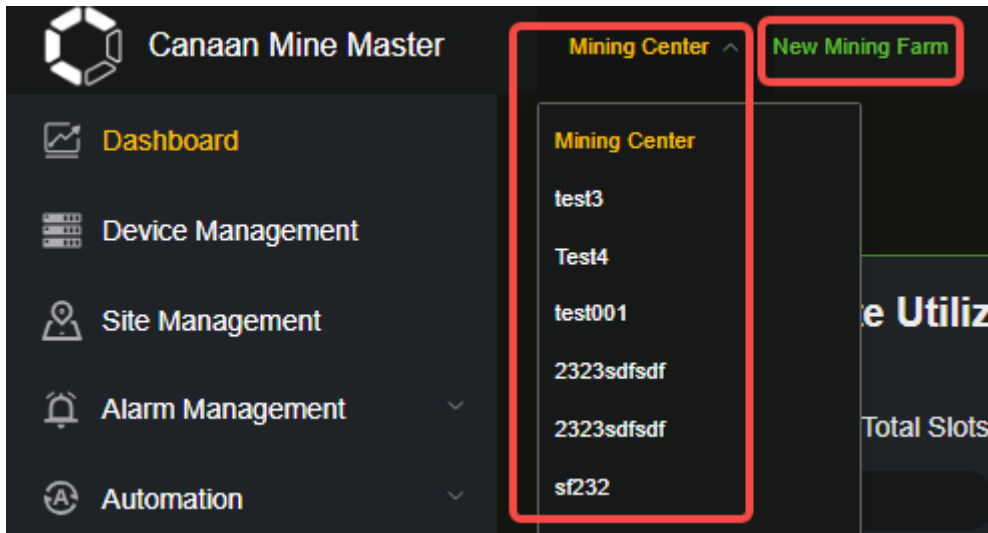 Canaan Mine Master
Mining Center
New Mining Farm
Dashboard
Device Management
Site Management
Alarm Management
Automation
Mining Center
test3
Test4
test001
2323sdfsdf
2323sdfsdf
sf232
Total Slots